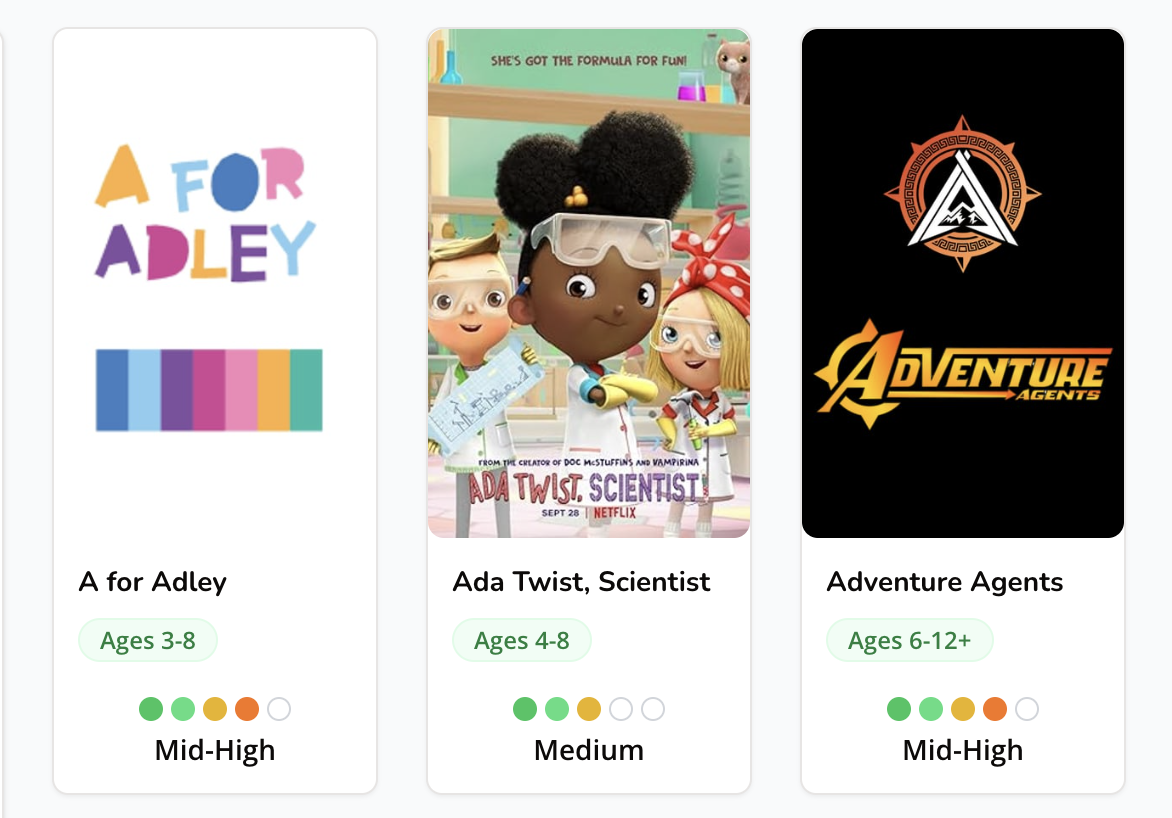 A FOR
ADLEY
A for Adley
Ages 3-8
Mid-High
SHE'S GOT THE FORMULA FOR FUN!
FROM THE CREATOR OF DOC McSTUFFINS AND VAMPIRINA
ADA TWIST, SCIENTIST
SEPT 28 | NETFLIX
Ada Twist, Scientist
Ages 4-8
Medium
ADVENTURE
AGENTS
Adventure Agents
Ages 6-12+
Mid-High